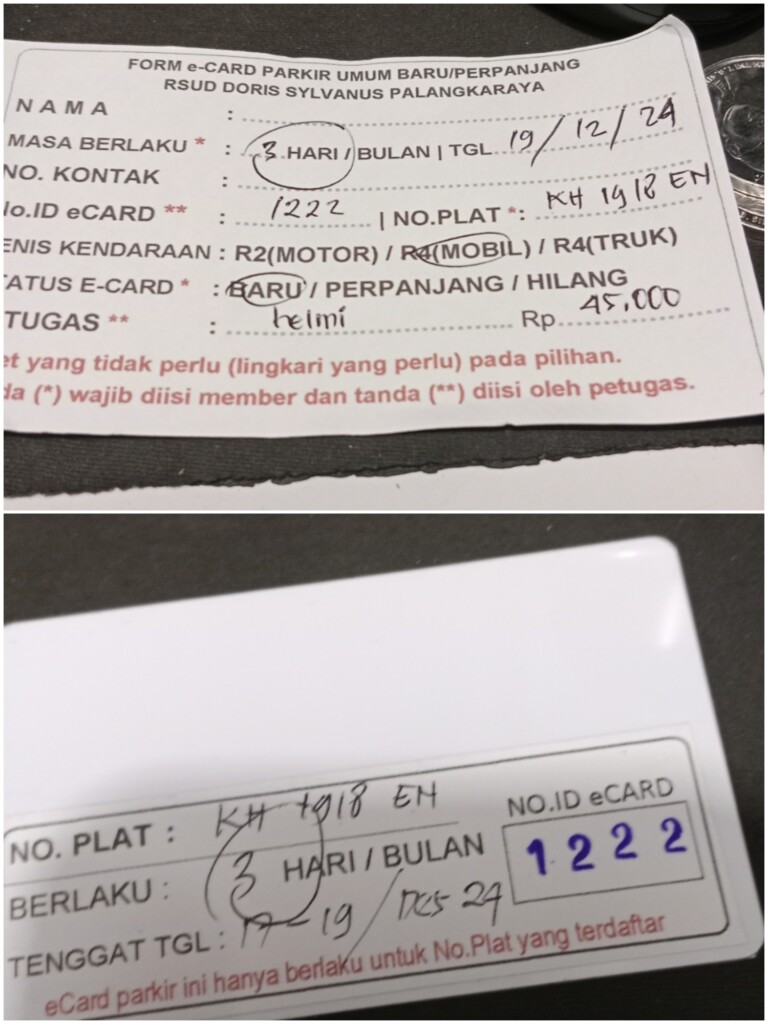 FORM e-CARD PARKIR UMUM BARU/PERPANJANG
RSUD DORIS SYLVANUS PALANGKARAYA
NAMA :
MASA BERLAKU * : 3 HARI / BULAN | TGL 19/12/24
NO. KONTAK :
No.ID eCARD ** : 1222 | NO.PLAT *: KH 1918 EN
ENIS KENDARAAN : R2(MOTOR) / R4(MOBIL) / R4(TRUK)
ATUS E-CARD * : BARU / PERPANJANG / HILANG
TUGAS ** : helmi Rp. 45,000
et yang tidak perlu (lingkari yang perlu) pada pilihan.
da (*) wajib diisi member dan tanda (**) diisi oleh petugas.
NO. PLAT : KH 1918 EN
BERLAKU : 3 HARI / BULAN
TENGGAT TGL : 17-19 / DES 24
NO.ID eCARD
1222
eCard parkir ini hanya berlaku untuk No.Plat yang terdaftar